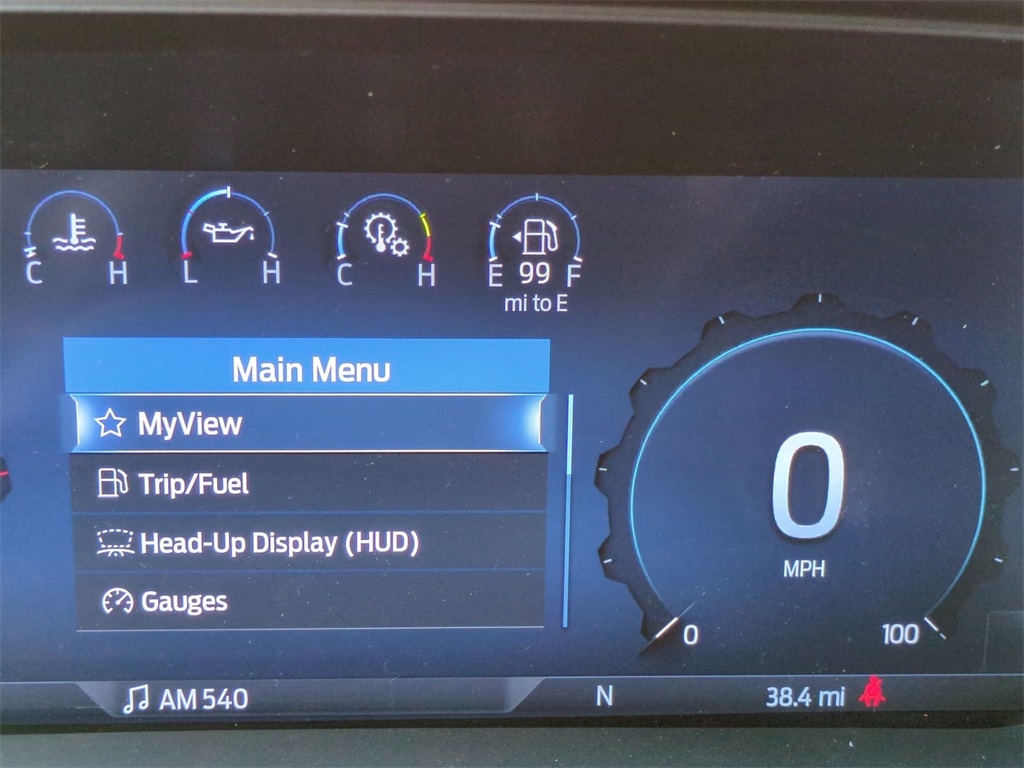 C H
L H
C H
E 99 F
mi to E
Main Menu
MyView
Trip/Fuel
Head-Up Display (HUD)
Gauges
0
MPH
0 100
AM 540
N
38.4 mi